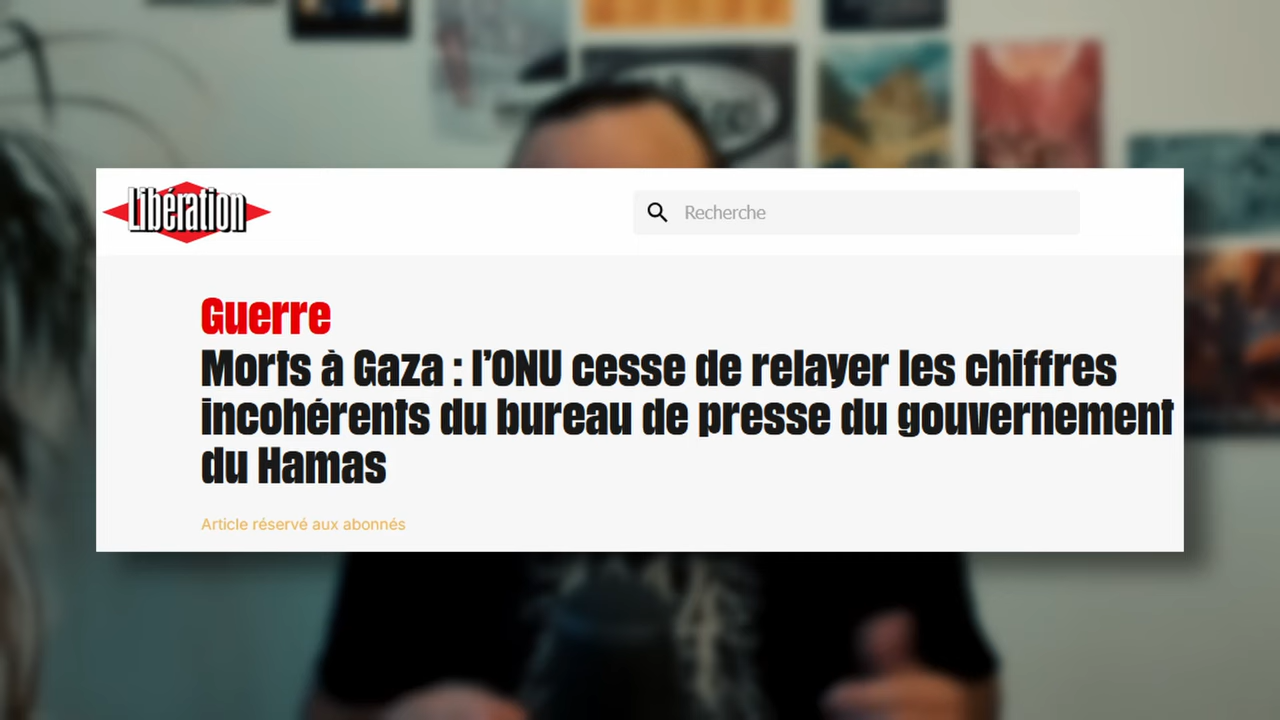 Libération
Recherche
Guerre
Morts à Gaza : l'ONU cesse de relayer les chiffres
incohérents du bureau de presse du gouvernement
du Hamas
Article réservé aux abonnés